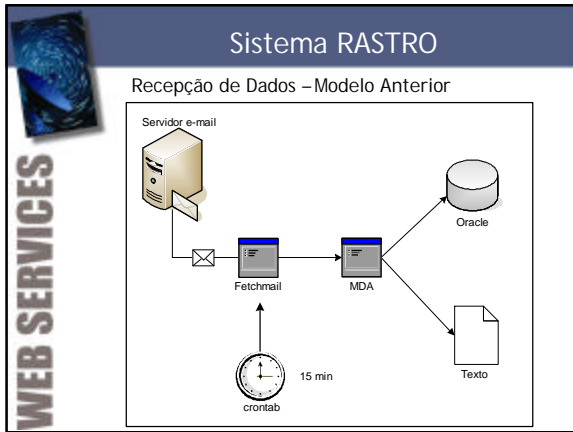 Sistema RASTRO
Recepção de Dados – Modelo Anterior
WEB SERVICES
Servidor e-mail
Oracle
Fetchmail
MDA
Texto
15 min
crontab